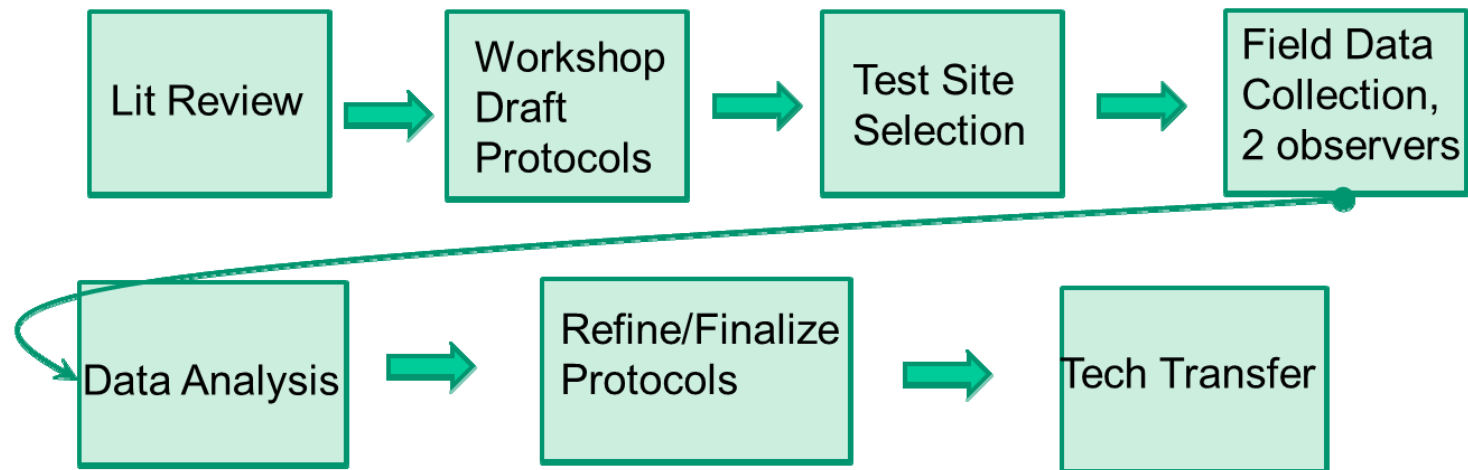 Lit Review
Workshop
Draft
Protocols
Test Site
Selection
Field Data
Collection,
2 observers
Data Analysis
Refine/Finalize
Protocols
Tech Transfer